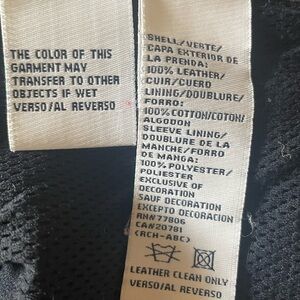 THE COLOR OF THIS
GARMENT MAY
TRANSFER TO OTHER
OBJECTS IF WET
VERSO/AL REVERSO
SHELL/VERTE/
CAPA EXTERIOR DE
LA PRENDA:
100% LEATHER/
CUIR/CUERO
LINING/DOUBLURE/
FORRO:
100% COTTON/COTON/
ALGODON
SLEEVE LINING/
DOUBLURE DE LA
MANCHE/FORRO
DE MANGA:
100% POLYESTER/
POLIESTER
EXCLUSIVE OF
DECORATION
SAUF DECORATION
EXCEPTO DECORACION
RN#77806
CA#20781
(RCH-ABC)
LEATHER CLEAN ONLY
VERSO/AL REVERSO